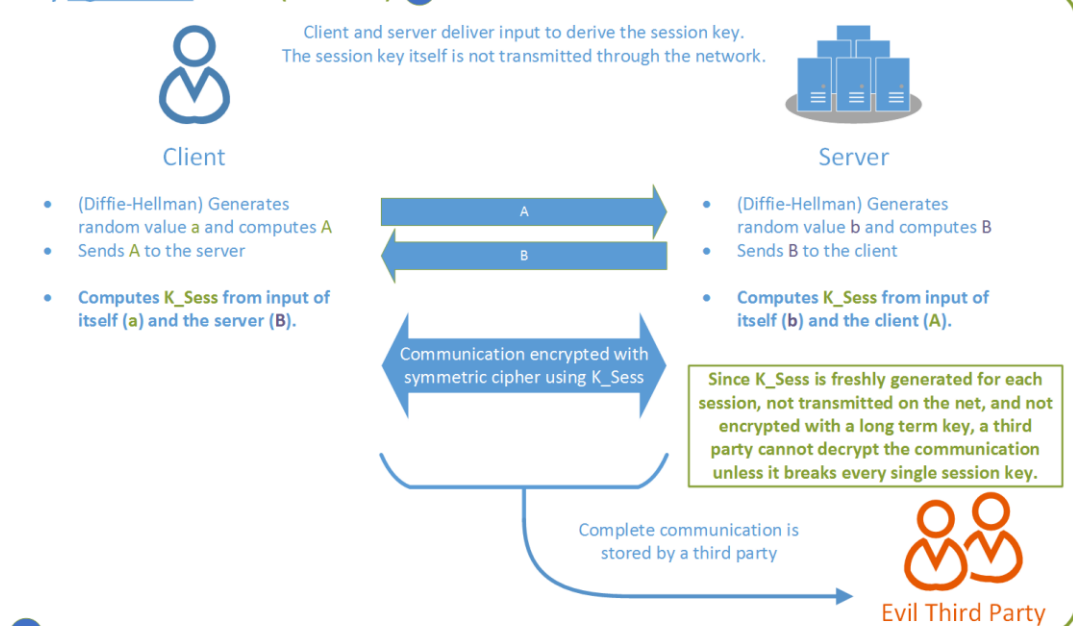 Client and server deliver input to derive the session key.
The session key itself is not transmitted through the network.
Client
Server
• (Diffie-Hellman) Generates
random value a and computes A
• Sends A to the server
• Computes K_Sess from input of
itself (a) and the server (B).
A
B
• (Diffie-Hellman) Generates
random value b and computes B
• Sends B to the client
• Computes K_Sess from input of
itself (b) and the client (A).
Communication encrypted with
symmetric cipher using K_Sess
Since K_Sess is freshly generated for each
session, not transmitted on the net, and not
encrypted with a long term key, a third
party cannot decrypt the communication
unless it breaks every single session key.
Complete communication is
stored by a third party
Evil Third Party